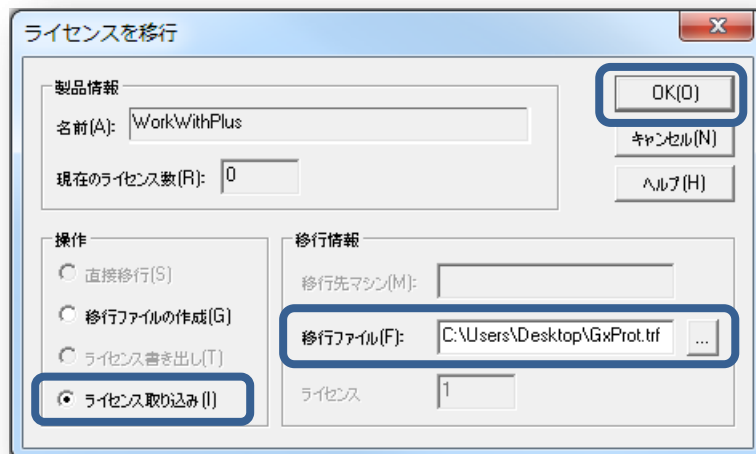 ライセンスを移行
製品情報
名前(A): WorkWithPlus
現在のライセンス数(R): 0
OK(O)
キャンセル(N)
ヘルプ(H)
操作
直接移行(S)
移行ファイルの作成(G)
ライセンス書き出し(T)
ライセンス取り込み(I)
移行情報
移行先マシン(M):
移行ファイル(F): C:\Users\Desktop\GxProt.trf ...
ライセンス 1